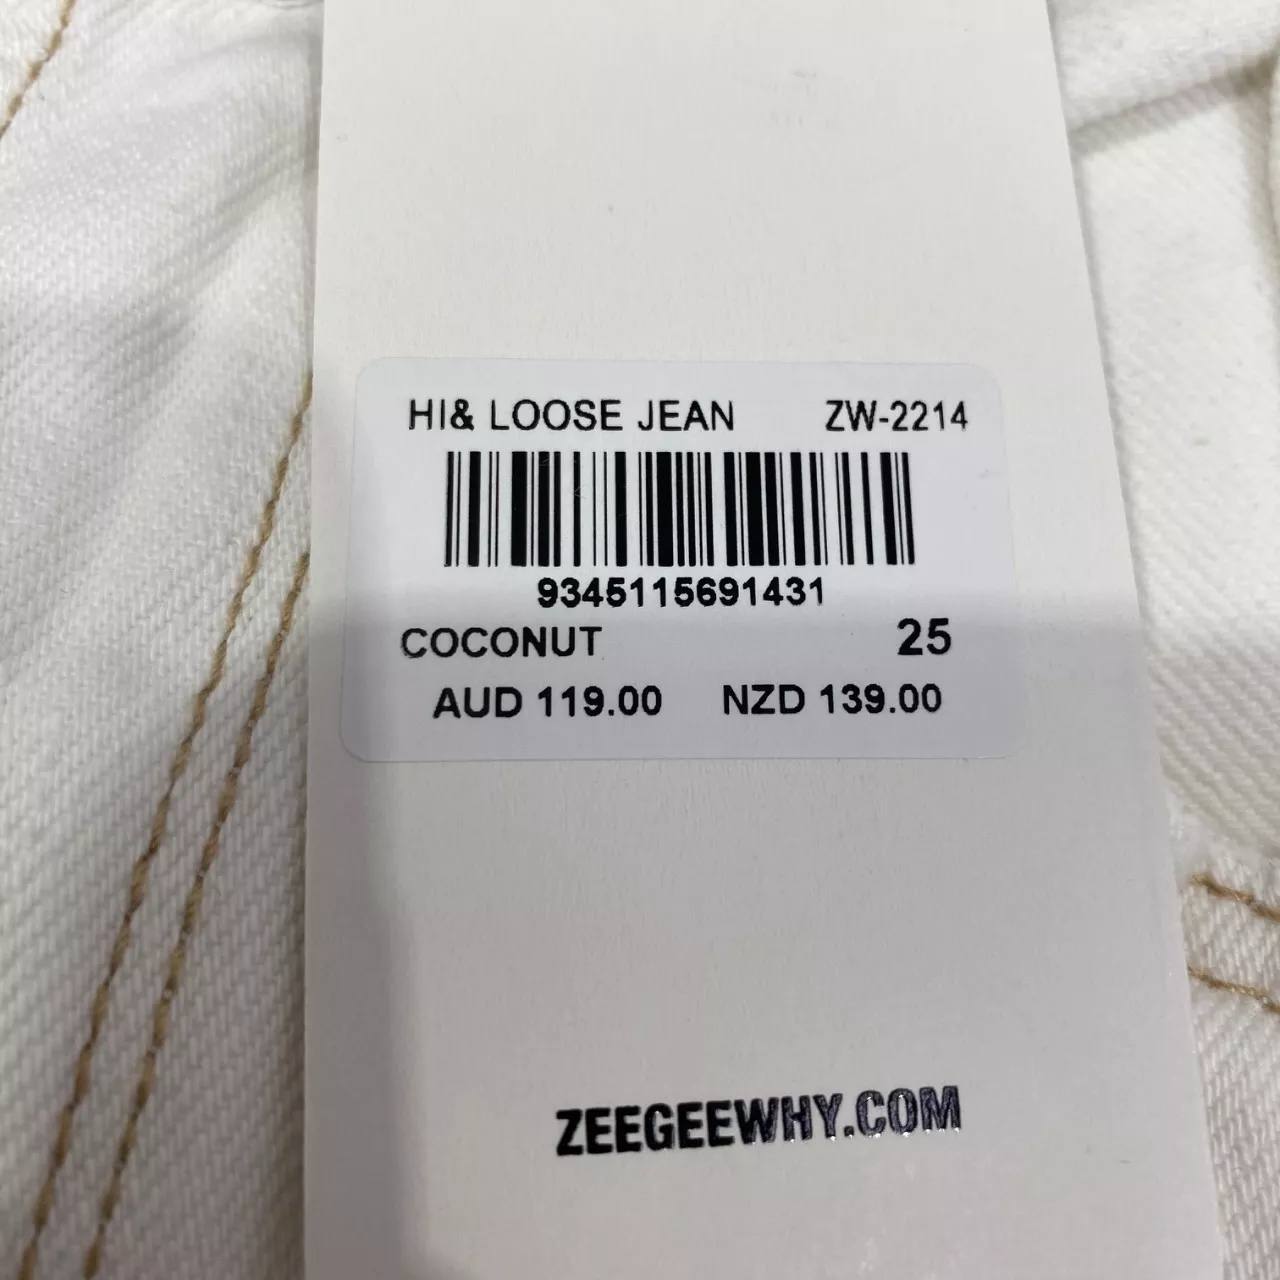 HI& LOOSE JEAN ZW-2214
9345115691431
COCONUT 25
AUD 119.00 NZD 139.00
ZEEGEEWHY.COM